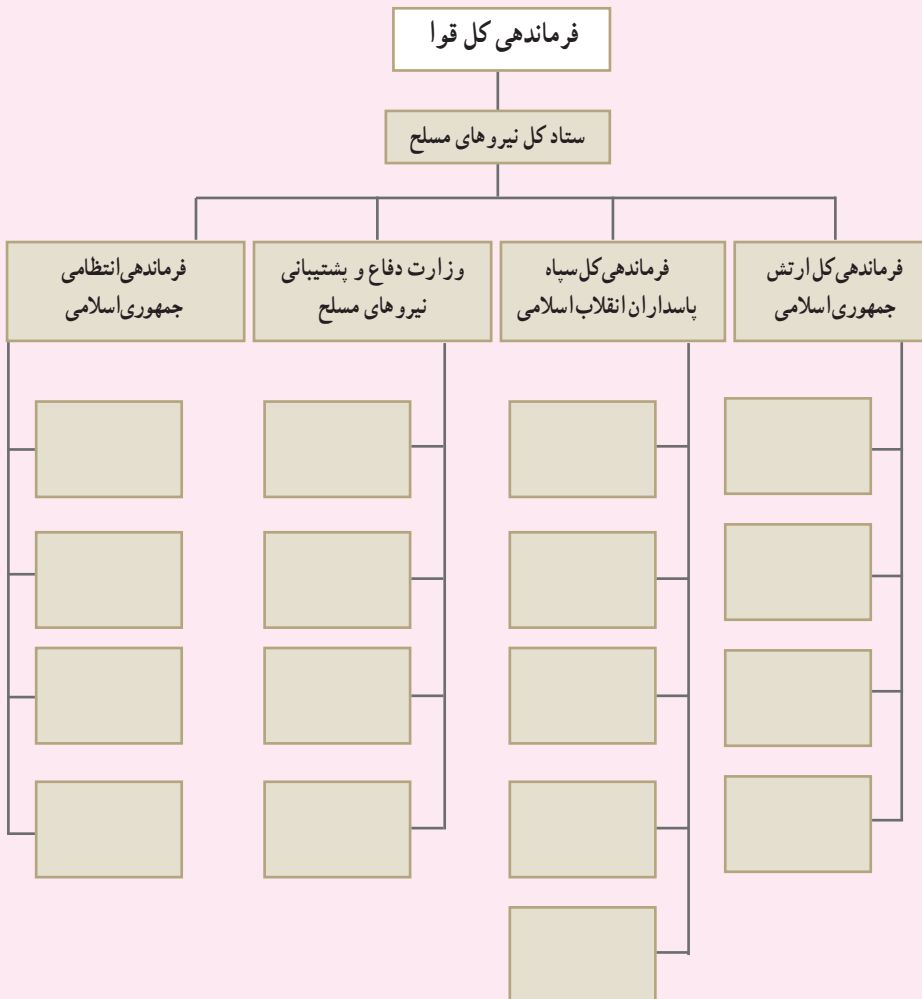 فرماندهی کل قوا
ستاد کل نیروهای مسلح
فرماندهی کل ارتش
جمهوری اسلامی
فرماندهی کل سپاه
پاسداران انقلاب اسلامی
وزارت دفاع و پشتیبانی
نیروهای مسلح
فرماندهی انتظامی
جمهوری اسلامی